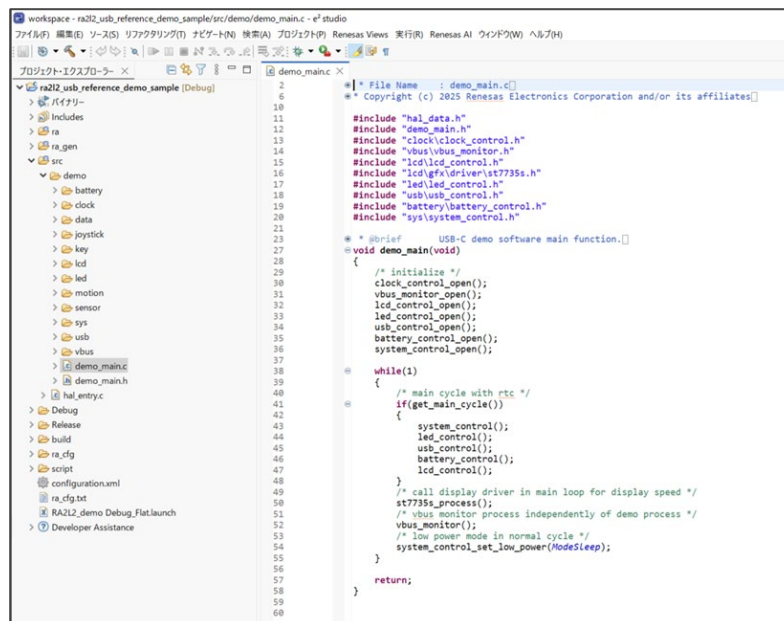 workspace - ra2l2_usb_reference_demo_sample/src/demo/demo_main.c - e² studio
ファイル(F) 編集(E) ソース(S) リファクタリング(T) ナビゲート(N) 検索(A) プロジェクト(P) Renesas Views 実行(R) Renesas AI ウィンドウ(W) ヘルプ(H)
プロジェクト・エクスプローラー
ra2l2_usb_reference_demo_sample [Debug]
バイナリー
Includes
ra
ra_gen
src
demo
battery
clock
data
joystick
key
lcd
led
motion
sensor
sys
usb
vbus
demo_main.c
demo_main.h
hal_entry.c
Debug
Release
build
ra_cfg
script
configuration.xml
ra_cfg.txt
RA2L2_demo Debug_Flat.launch
Developer Assistance
demo_main.c
2 * File Name : demo_main.c
6 * Copyright (c) 2025 Renesas Electronics Corporation and/or its affiliates
10
11 #include "hal_data.h"
12 #include "demo_main.h"
13 #include "clock\clock_control.h"
14 #include "vbus\vbus_monitor.h"
15 #include "lcd\lcd_control.h"
16 #include "lcd\gfx\driver\st7735s.h"
17 #include "led\led_control.h"
18 #include "usb\usb_control.h"
19 #include "battery\battery_control.h"
20 #include "sys\system_control.h"
22
23 * @brief USB-C demo software main function.
27 void demo_main(void)
28 {
29 /* initialize */
30 clock_control_open();
31 vbus_monitor_open();
32 lcd_control_open();
33 led_control_open();
34 usb_control_open();
35 battery_control_open();
36 system_control_open();
37
38 while(1)
39 {
40 /* main cycle with rtc */
41 if(get_main_cycle())
42 {
43 system_control();
44 led_control();
45 usb_control();
46 battery_control();
47 lcd_control();
48 }
49 /* call display driver in main loop for display speed */
50 st7735s_process();
51 /* vbus monitor process independently of demo process */
52 vbus_monitor();
53 /* low power mode in normal cycle */
54 system_control_set_low_power(ModeSleep);
55 }
56
57 return;
58 }
59
60